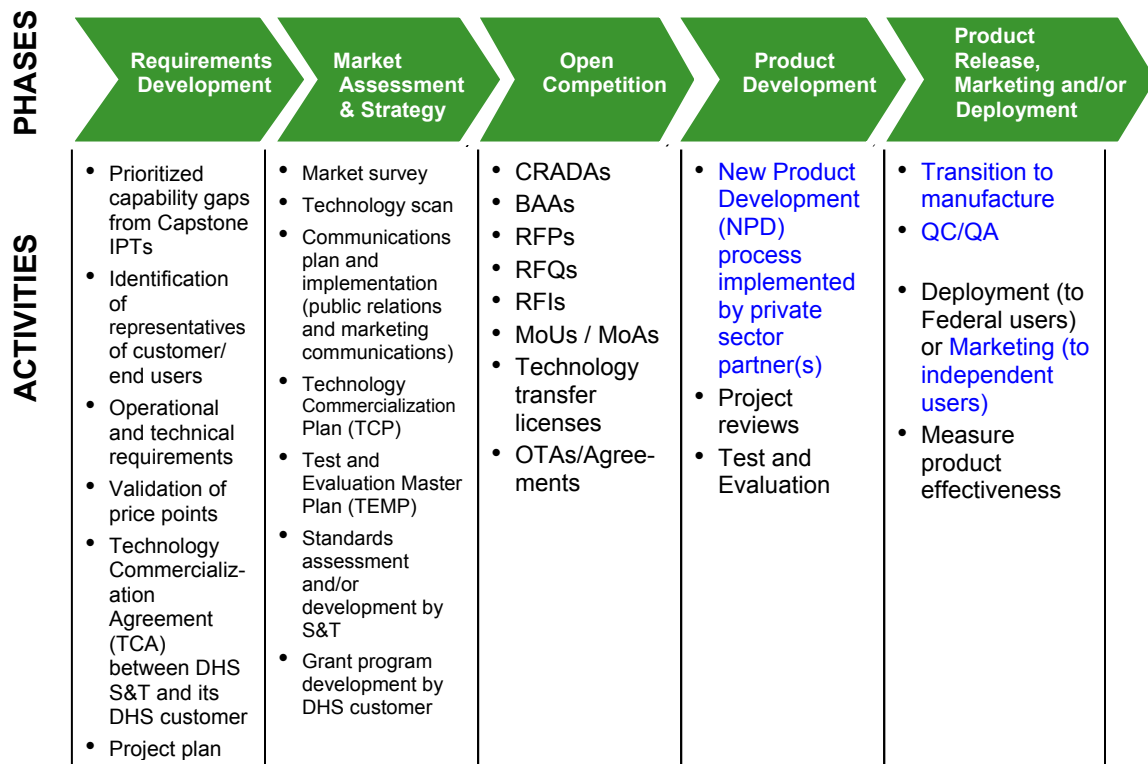 PHASES
Requirements
Development
Market
Assessment
& Strategy
Open
Competition
Product
Development
Product
Release,
Marketing and/or
Deployment
ACTIVITIES
• Prioritized
capability gaps
from Capstone
IPTs
• Identification
of
representatives
of customer/
end users
• Operational
and technical
requirements
• Validation of
price points
• Technology
Commercializ-
ation
Agreement
(TCA)
between DHS
S&T and its
DHS customer
• Project plan
• Market survey
• Technology scan
• Communications
plan and
implementation
(public relations
and marketing
communications)
• Technology
Commercialization
Plan (TCP)
• Test and
Evaluation Master
Plan (TEMP)
• Standards
assessment
and/or
development by
S&T
• Grant program
development by
DHS customer
• CRADAs
• BAAs
• RFPs
• RFQs
• RFIs
• MoUs / MoAs
• Technology
transfer
licenses
• OTAs/Agree-
ments
• New Product
Development
(NPD)
process
implemented
by private
sector
partner(s)
• Project
reviews
• Test and
Evaluation
• Transition to
manufacture
• QC/QA
• Deployment (to
Federal users)
or Marketing (to
independent
users)
• Measure
product
effectiveness